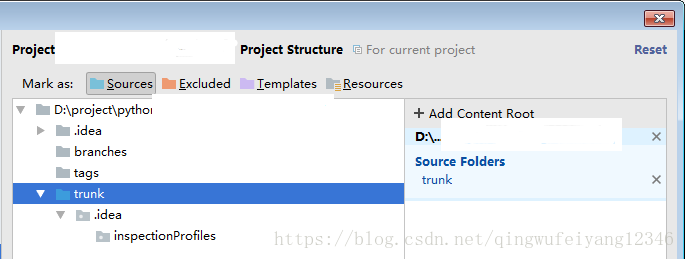 Project Project Structure For current project Reset
Mark as: Sources Excluded Templates Resources
D:\project\python
+ Add Content Root
.idea
D:\...
branches
Source Folders
tags
trunk
trunk
.idea
inspectionProfiles
https://blog.csdn.net/qingwufeiyang12346